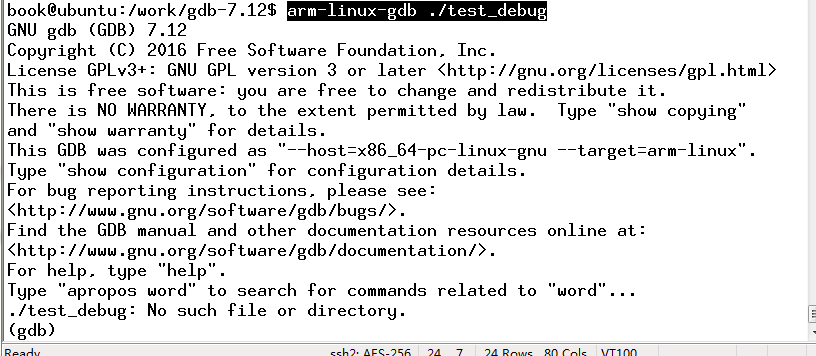 book@ubuntu:/work/gdb-7.12$ arm-linux-gdb ./test_debug
GNU gdb (GDB) 7.12
Copyright (C) 2016 Free Software Foundation, Inc.
License GPLv3+: GNU GPL version 3 or later <http://gnu.org/licenses/gpl.html>
This is free software: you are free to change and redistribute it.
There is NO WARRANTY, to the extent permitted by law.  Type "show copying"
and "show warranty" for details.
This GDB was configured as "--host=x86_64-pc-linux-gnu --target=arm-linux".
Type "show configuration" for configuration details.
For bug reporting instructions, please see:
<http://www.gnu.org/software/gdb/bugs/>.
Find the GDB manual and other documentation resources online at:
<http://www.gnu.org/software/gdb/documentation/>.
For help, type "help".
Type "apropos word" to search for commands related to "word"...
./test_debug: No such file or directory.
(gdb)
Ready ssh2: AES-256 24, 7 24 Rows, 80 Cols VT100